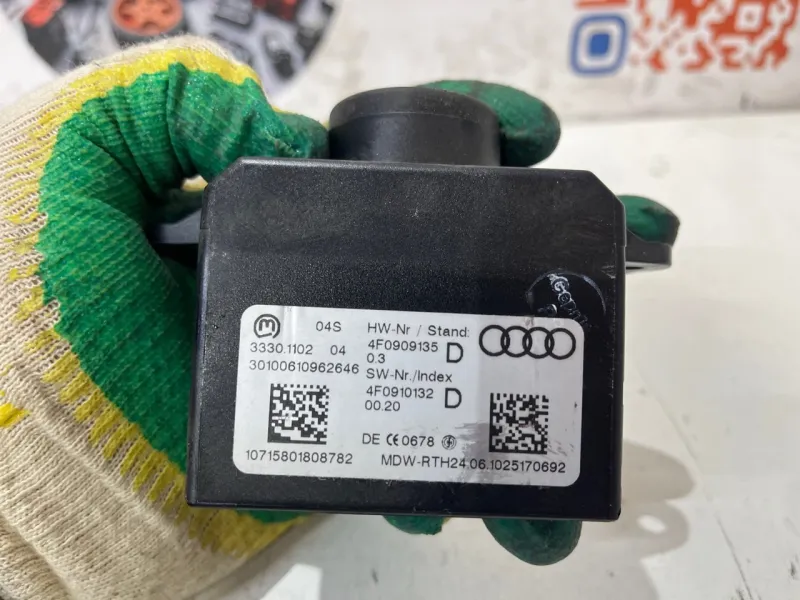 04S
3330.1102 04
30100610962646
10715801808782
HW-Nr / Stand:
4F0909135 D
0.3
SW-Nr./Index
4F0910132 D
00.20
DE CE 0678
MDW-RTH24.06.1025170692